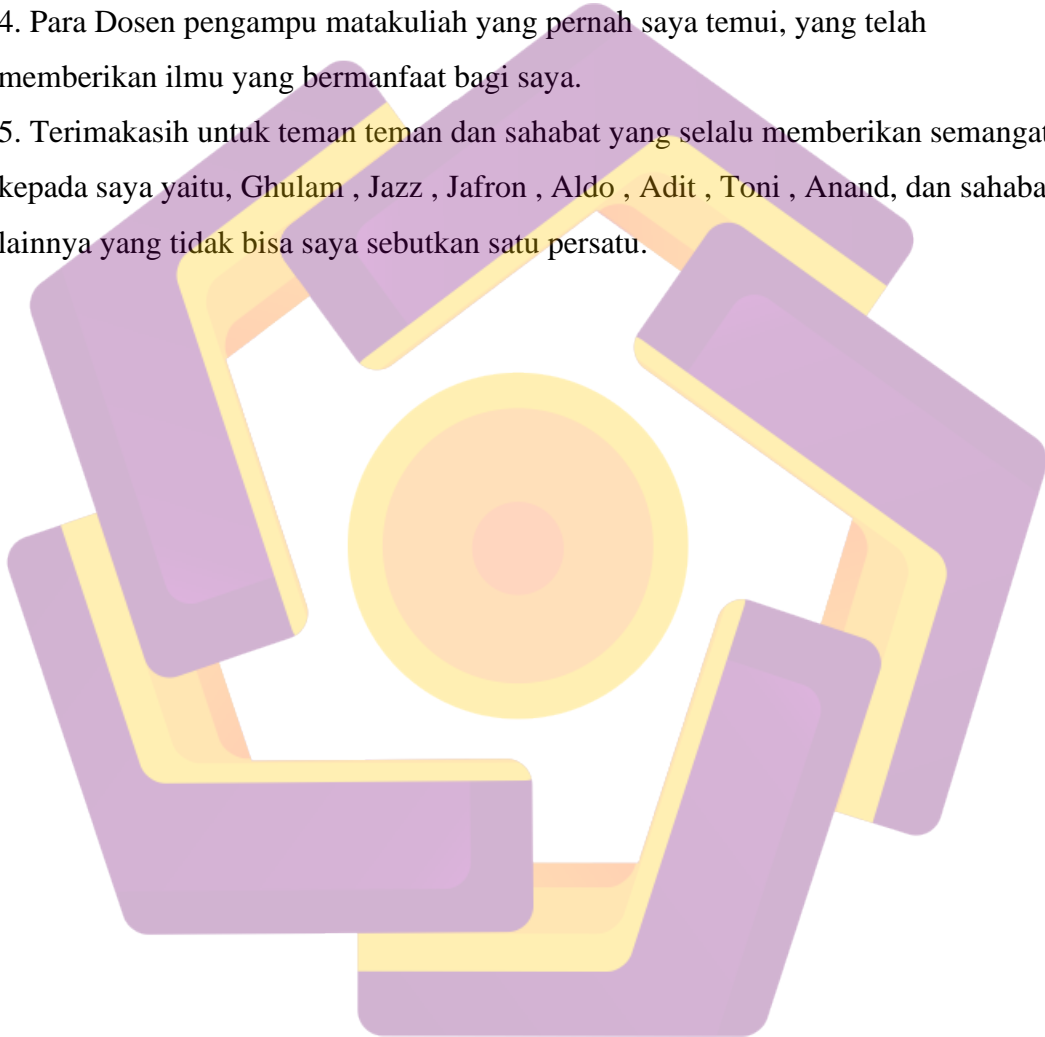 4. Para Dosen pengampu matakuliah yang pernah saya temui, yang telah
memberikan ilmu yang bermanfaat bagi saya.
5. Terimakasih untuk teman teman dan sahabat yang selalu memberikan semangat
kepada saya yaitu, Ghulam , Jazz , Jafron , Aldo , Adit , Toni , Anand, dan sahaba
lainnya yang tidak bisa saya sebutkan satu persatu.